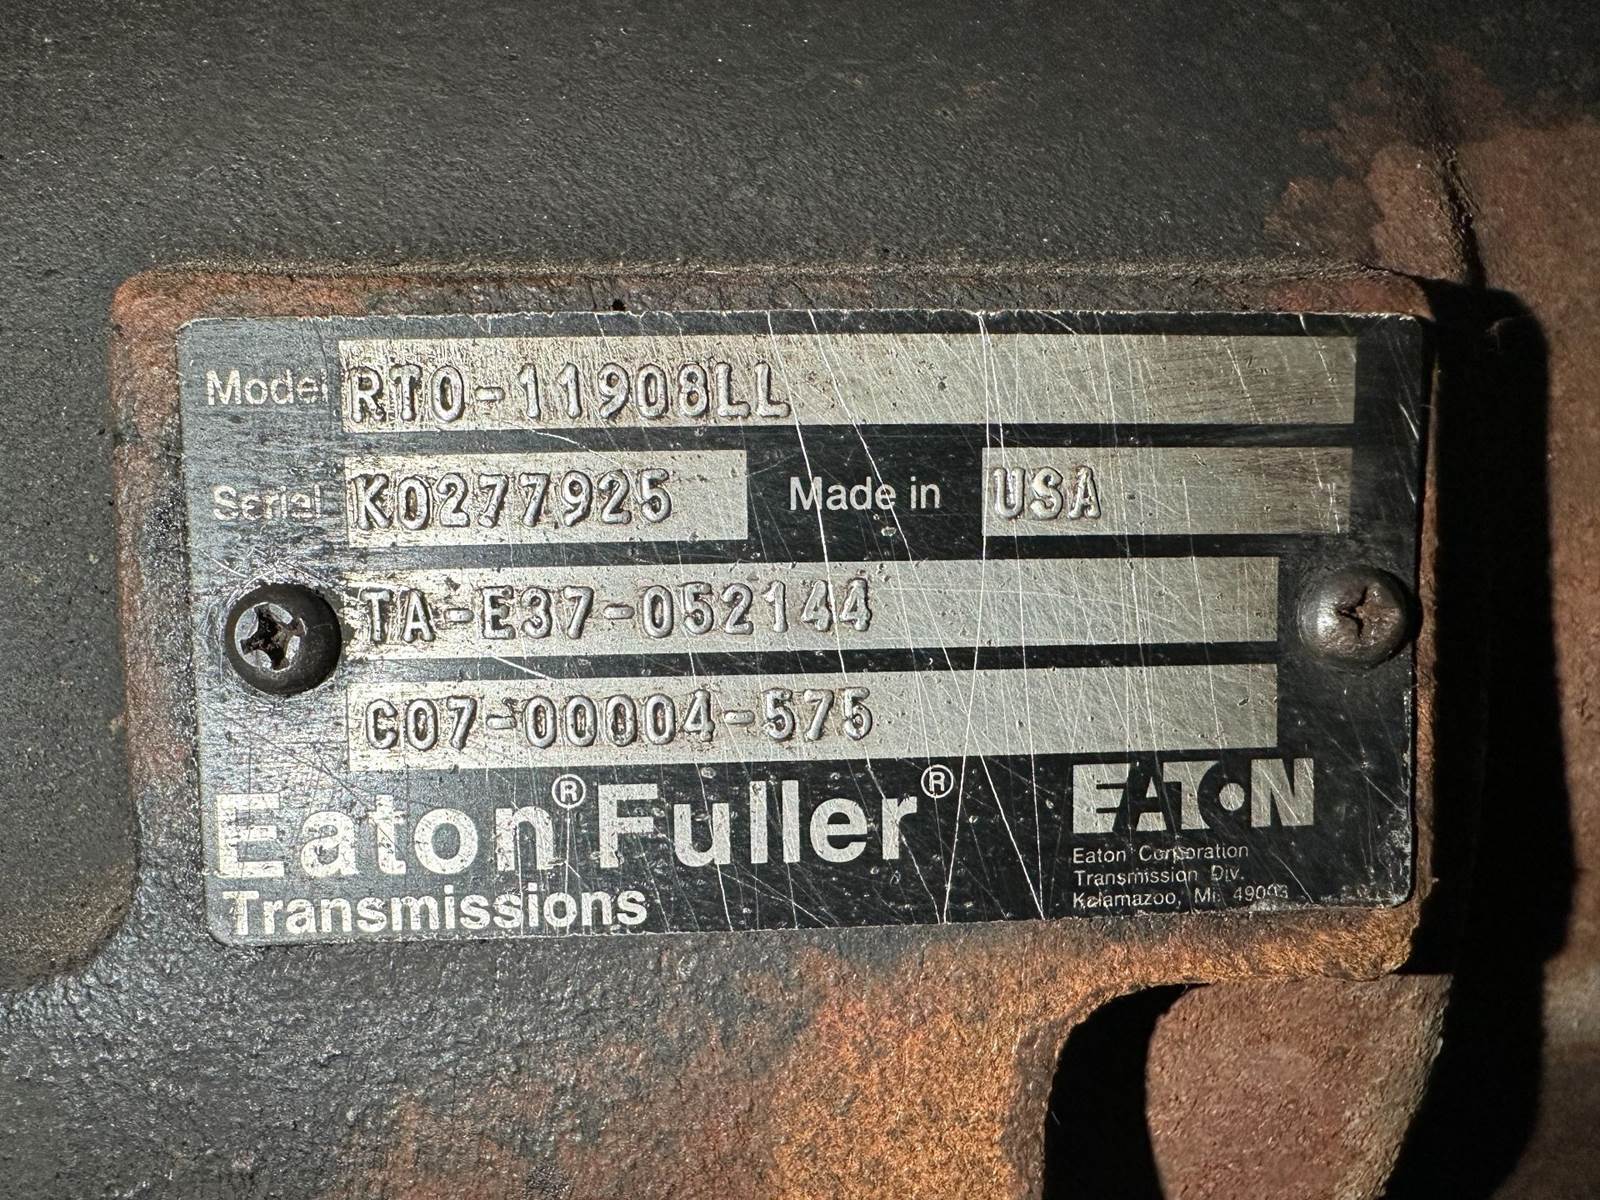 Model RTO-11908LL
Serial K0277925 Made in USA
TA-E37-052144
C07-00004-575
Eaton® Fuller®
Transmissions
EATON
Eaton Corporation
Transmission Div.
Kalamazoo, MI. 49003